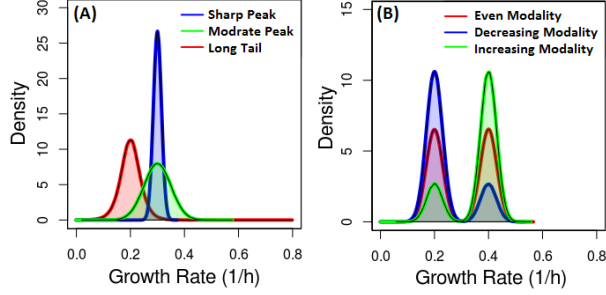 (A)
Sharp Peak
Modrate Peak
Long Tail
Density
30
25
20
15
10
5
0
0.0 0.2 0.4 0.6 0.8
Growth Rate (1/h)
(B)
Even Modality
Decreasing Modality
Increasing Modality
Density
15
10
5
0
0.0 0.2 0.4 0.6 0.8
Growth Rate (1/h)